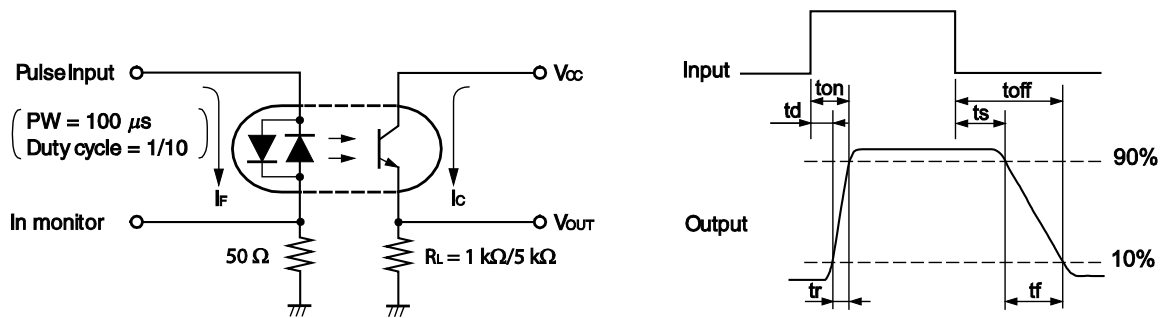 Pulse Input
VCC
PW = 100 μs
Duty cycle = 1/10
IF
IC
In monitor
VOUT
50 Ω
RL = 1 kΩ/5 kΩ
Input
ton
toff
td
ts
90%
Output
10%
tr
tf